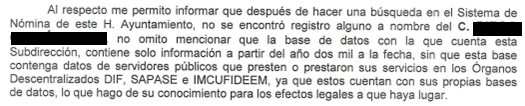 Al respecto me permito informar que después de hacer una búsqueda en el Sistema de
Nómina de este H. Ayuntamiento, no se encontró registro alguno a nombre del C.
no omito mencionar que la base de datos con la que cuenta esta
Subdirección, contiene solo información a partir del año dos mil a la fecha, sin que esta base
contenga datos de servidores públicos que presten o prestaron sus servicios en los Órganos
Descentralizados DIF, SAPASE e IMCUFIDEEM, ya que estos cuentan con sus propias bases
de datos, lo que hago de su conocimiento para los efectos legales a que haya lugar.